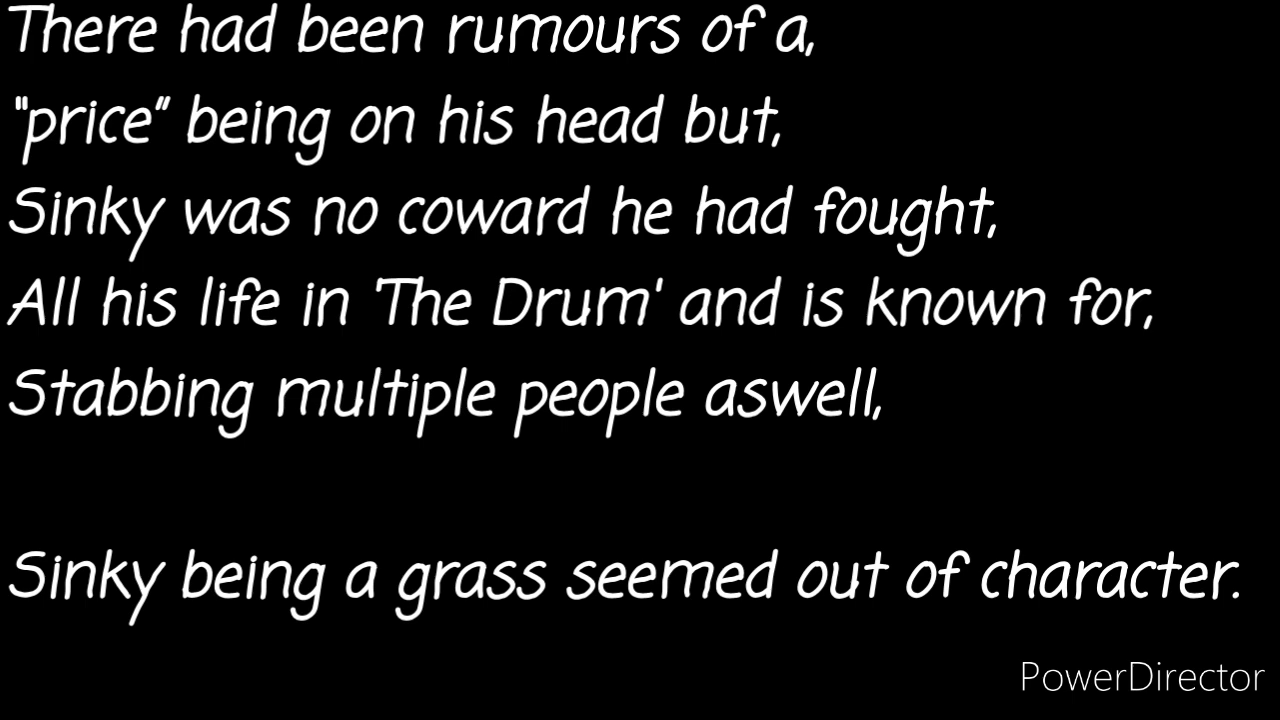 There had been rumours of a,
"price" being on his head but,
Sinky was no coward he had fought,
All his life in 'The Drum' and is known for,
Stabbing multiple people aswell,
Sinky being a grass seemed out of character.
PowerDirector